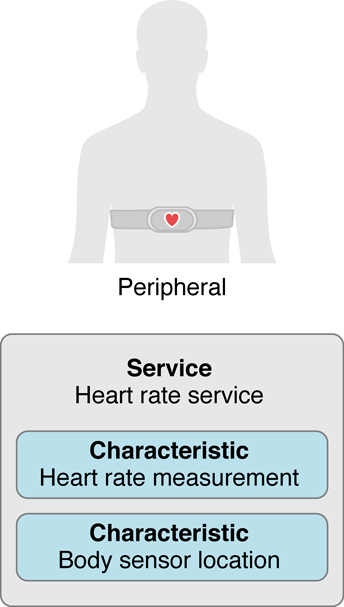 Peripheral
Service
Heart rate service
Characteristic
Heart rate measurement
Characteristic
Body sensor location